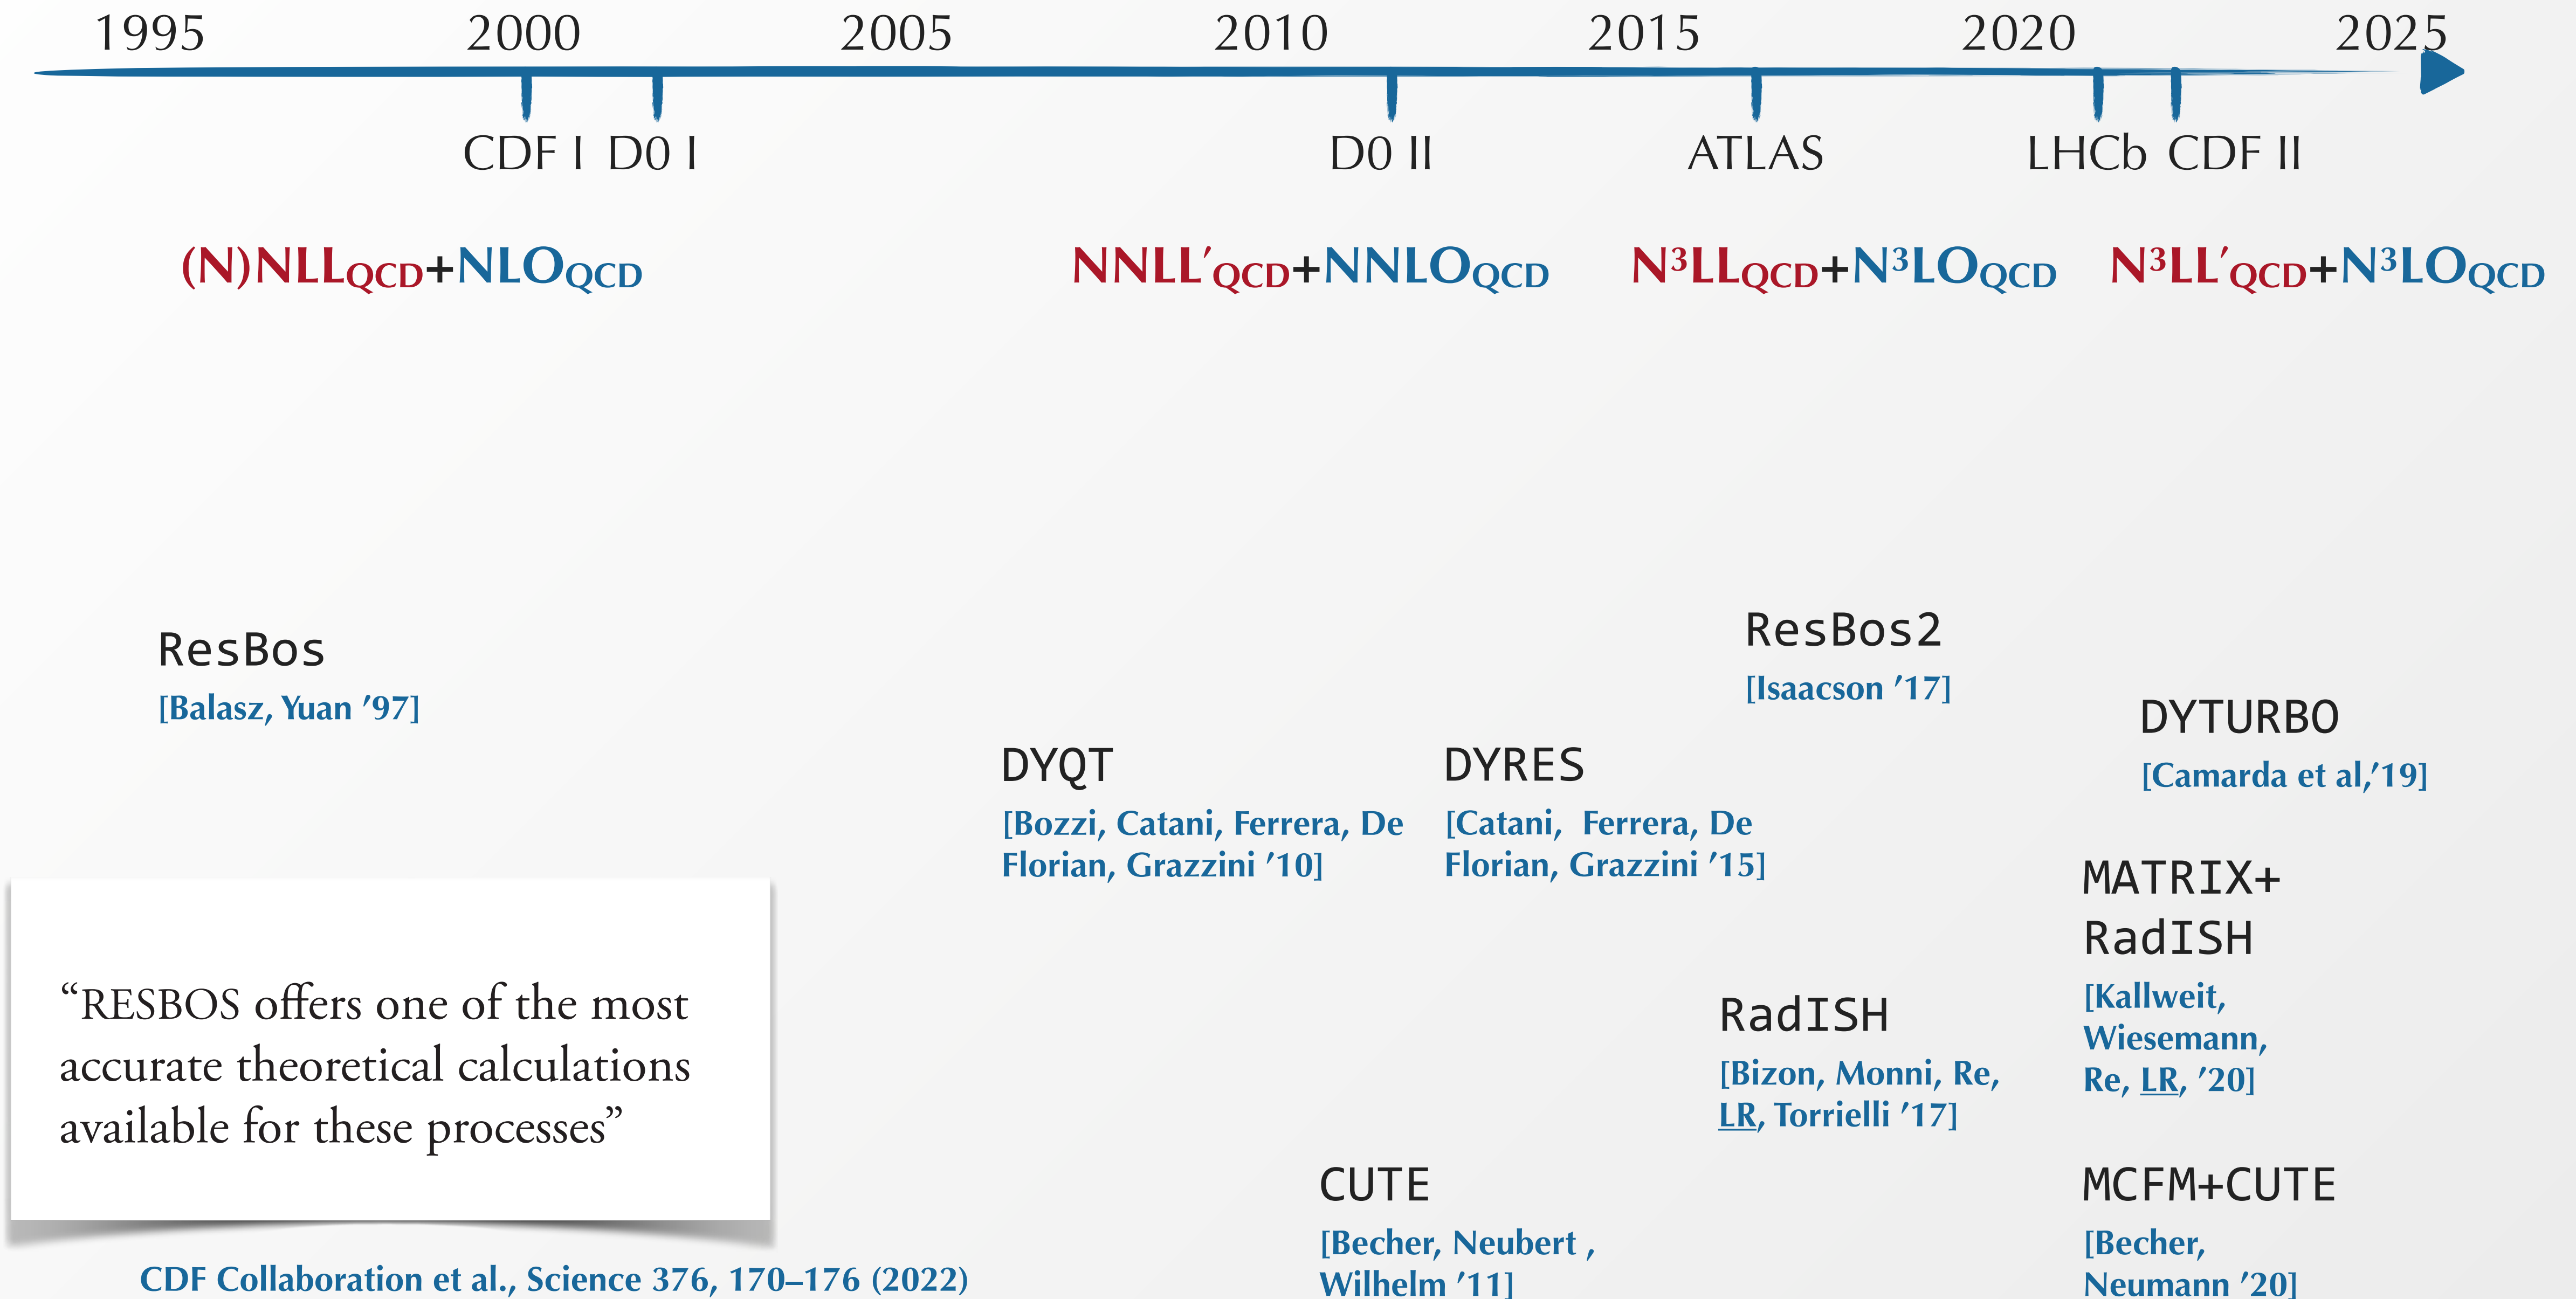 1995 2000 2005 2010 2015 2020 2025
CDF I D0 I D0 II ATLAS LHCb CDF II
(N)NLLQCD+NLOQCD NNLL′QCD+NNLOQCD N³LLQCD+N³LOQCD N³LL′QCD+N³LOQCD
ResBos
[Balasz, Yuan ’97]
ResBos2
[Isaacson ’17]
DYTURBO
[Camarda et al,’19]
DYQT
[Bozzi, Catani, Ferrera, De
Florian, Grazzini ’10]
DYRES
[Catani, Ferrera, De
Florian, Grazzini ’15]
MATRIX+
RadISH
[Kallweit,
Wiesemann,
Re, LR, ’20]
RadISH
[Bizon, Monni, Re,
LR, Torrielli ’17]
“RESBOS offers one of the most
accurate theoretical calculations
available for these processes”
CDF Collaboration et al., Science 376, 170–176 (2022)
CUTE
[Becher, Neubert ,
Wilhelm ’11]
MCFM+CUTE
[Becher,
Neumann ’20]